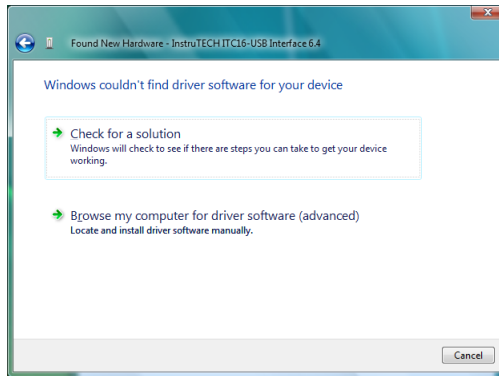 Found New Hardware - InstruTECH ITC16-USB Interface 6.4
Windows couldn't find driver software for your device
Check for a solution
Windows will check to see if there are steps you can take to get your device
working.
Browse my computer for driver software (advanced)
Locate and install driver software manually.
Cancel